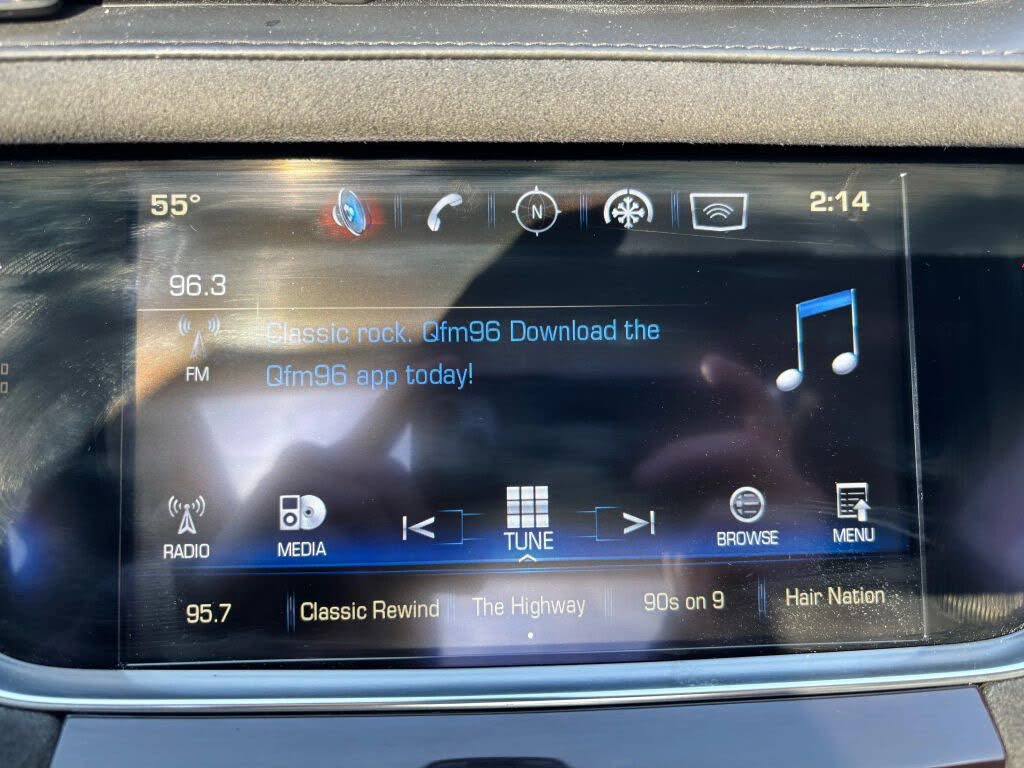 55° N 2:14
96.3
Classic rock. Qfm96 Download the
FM
Qfm96 app today!
RADIO MEDIA TUNE BROWSE MENU
95.7 Classic Rewind The Highway 90s on 9 Hair Nation